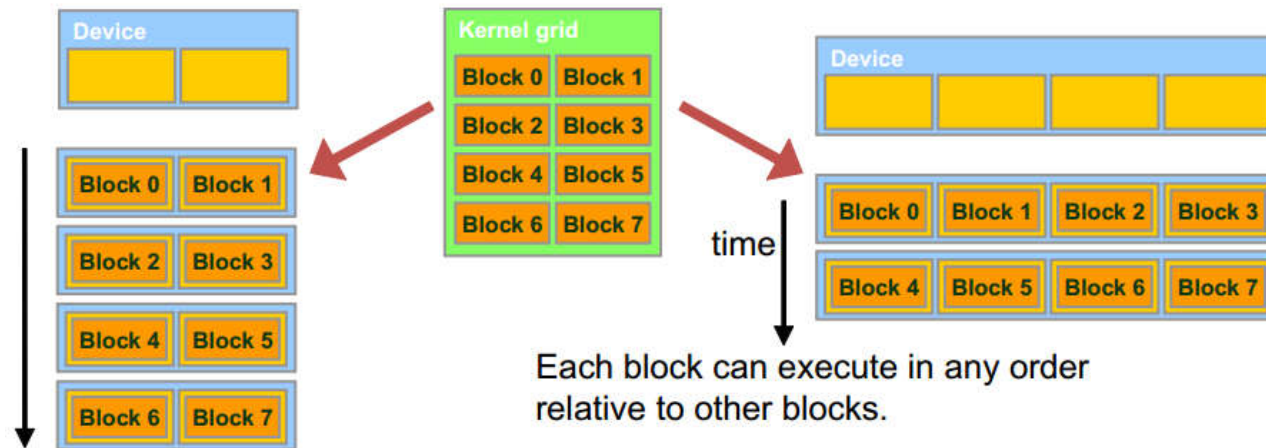 Device
Block 0 Block 1
Block 2 Block 3
Block 4 Block 5
Block 6 Block 7
Kernel grid
Block 0 Block 1
Block 2 Block 3
Block 4 Block 5
Block 6 Block 7
Device
time
Block 0 Block 1 Block 2 Block 3
Block 4 Block 5 Block 6 Block 7
Each block can execute in any order
relative to other blocks.